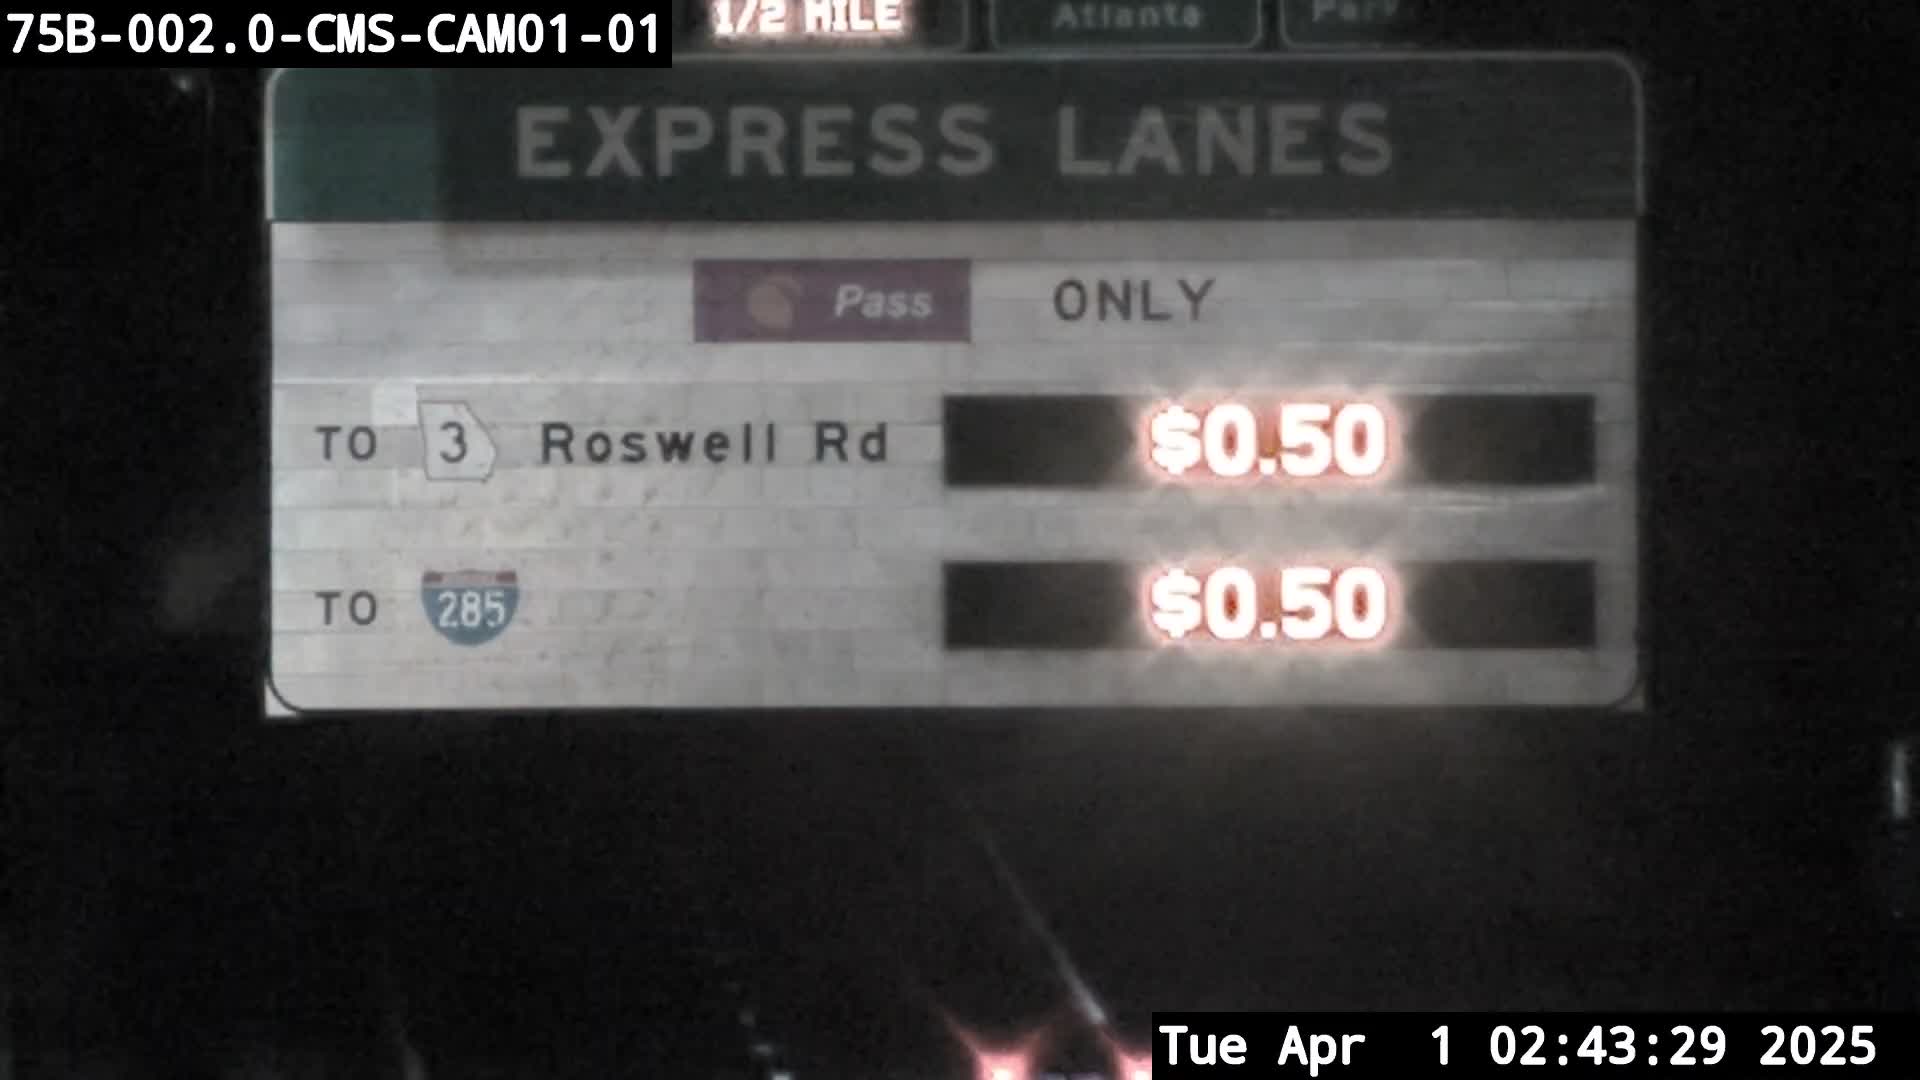 75B-002.0-CMS-CAM01-01
1/2 MILE
Atlanta
EXPRESS LANES
Pass ONLY
TO 3 Roswell Rd $0.50
TO 285 $0.50
Tue Apr 1 02:43:29 2025